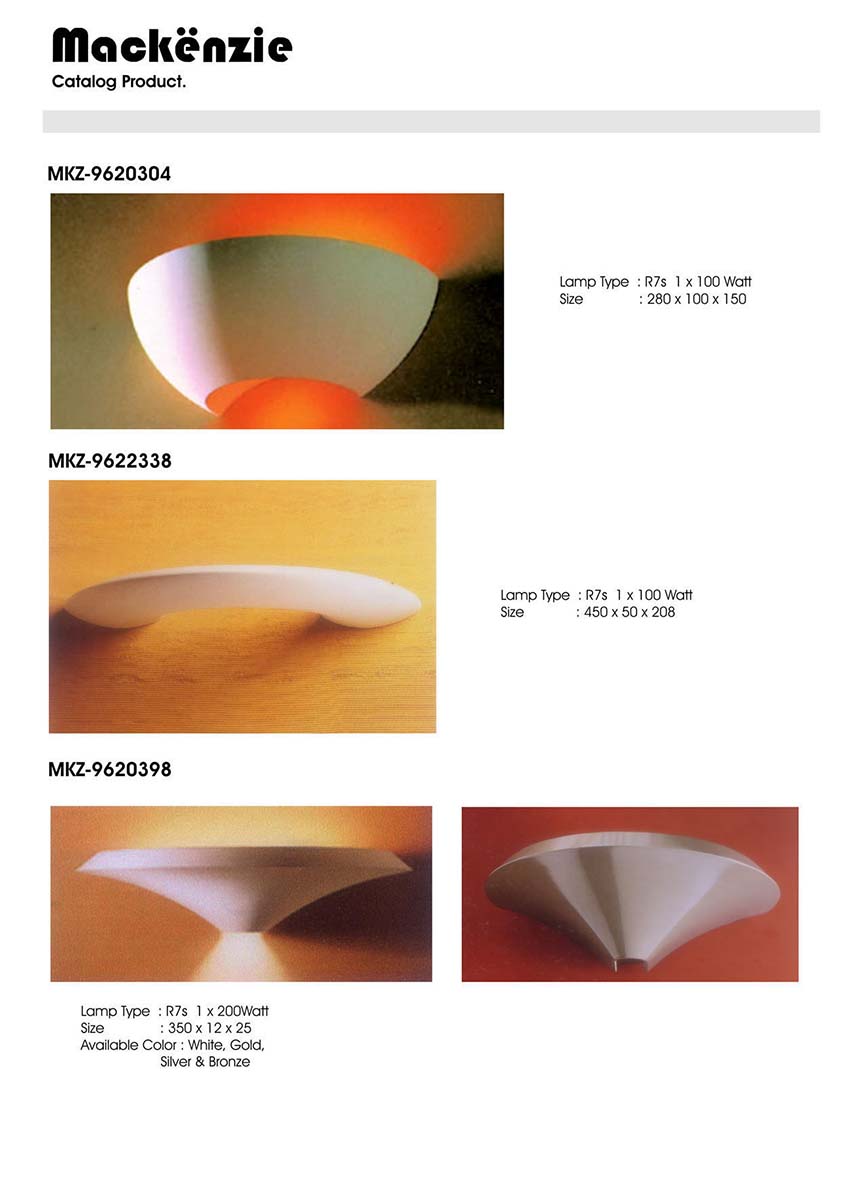 Mackënzie
Catalog Product.
MKZ-9620304
Lamp Type : R7s 1 x 100 Watt
Size : 280 x 100 x 150
MKZ-9622338
Lamp Type : R7s 1 x 100 Watt
Size : 450 x 50 x 208
MKZ-9620398
Lamp Type : R7s 1 x 200Watt
Size : 350 x 12 x 25
Available Color : White, Gold,
Silver & Bronze